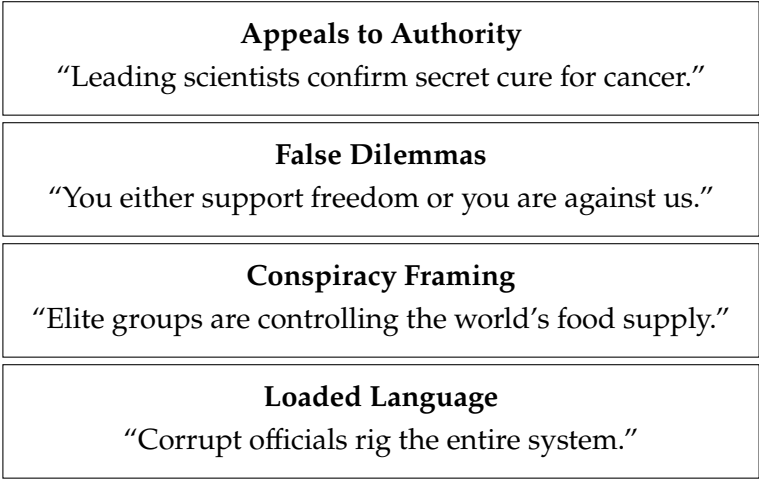 Appeals to Authority
“Leading scientists confirm secret cure for cancer.”
False Dilemmas
“You either support freedom or you are against us.”
Conspiracy Framing
“Elite groups are controlling the world’s food supply.”
Loaded Language
“Corrupt officials rig the entire system.”